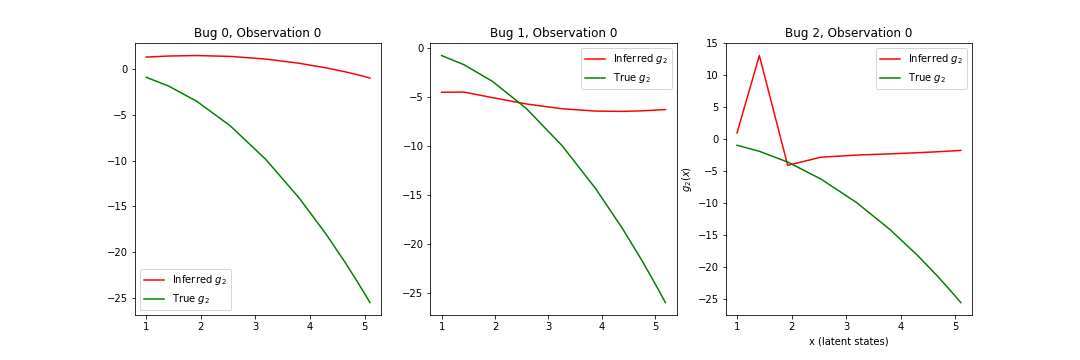 Bug 0, Observation 0
0
−5
−10
−15
−20
−25
1 2 3 4 5
Inferred g₂
True g₂
Bug 1, Observation 0
0
−5
−10
−15
−20
−25
1 2 3 4 5
Inferred g₂
True g₂
Bug 2, Observation 0
g₂(x)
15
10
5
0
−5
−10
−15
−20
−25
1 2 3 4 5
x (latent states)
Inferred g₂
True g₂